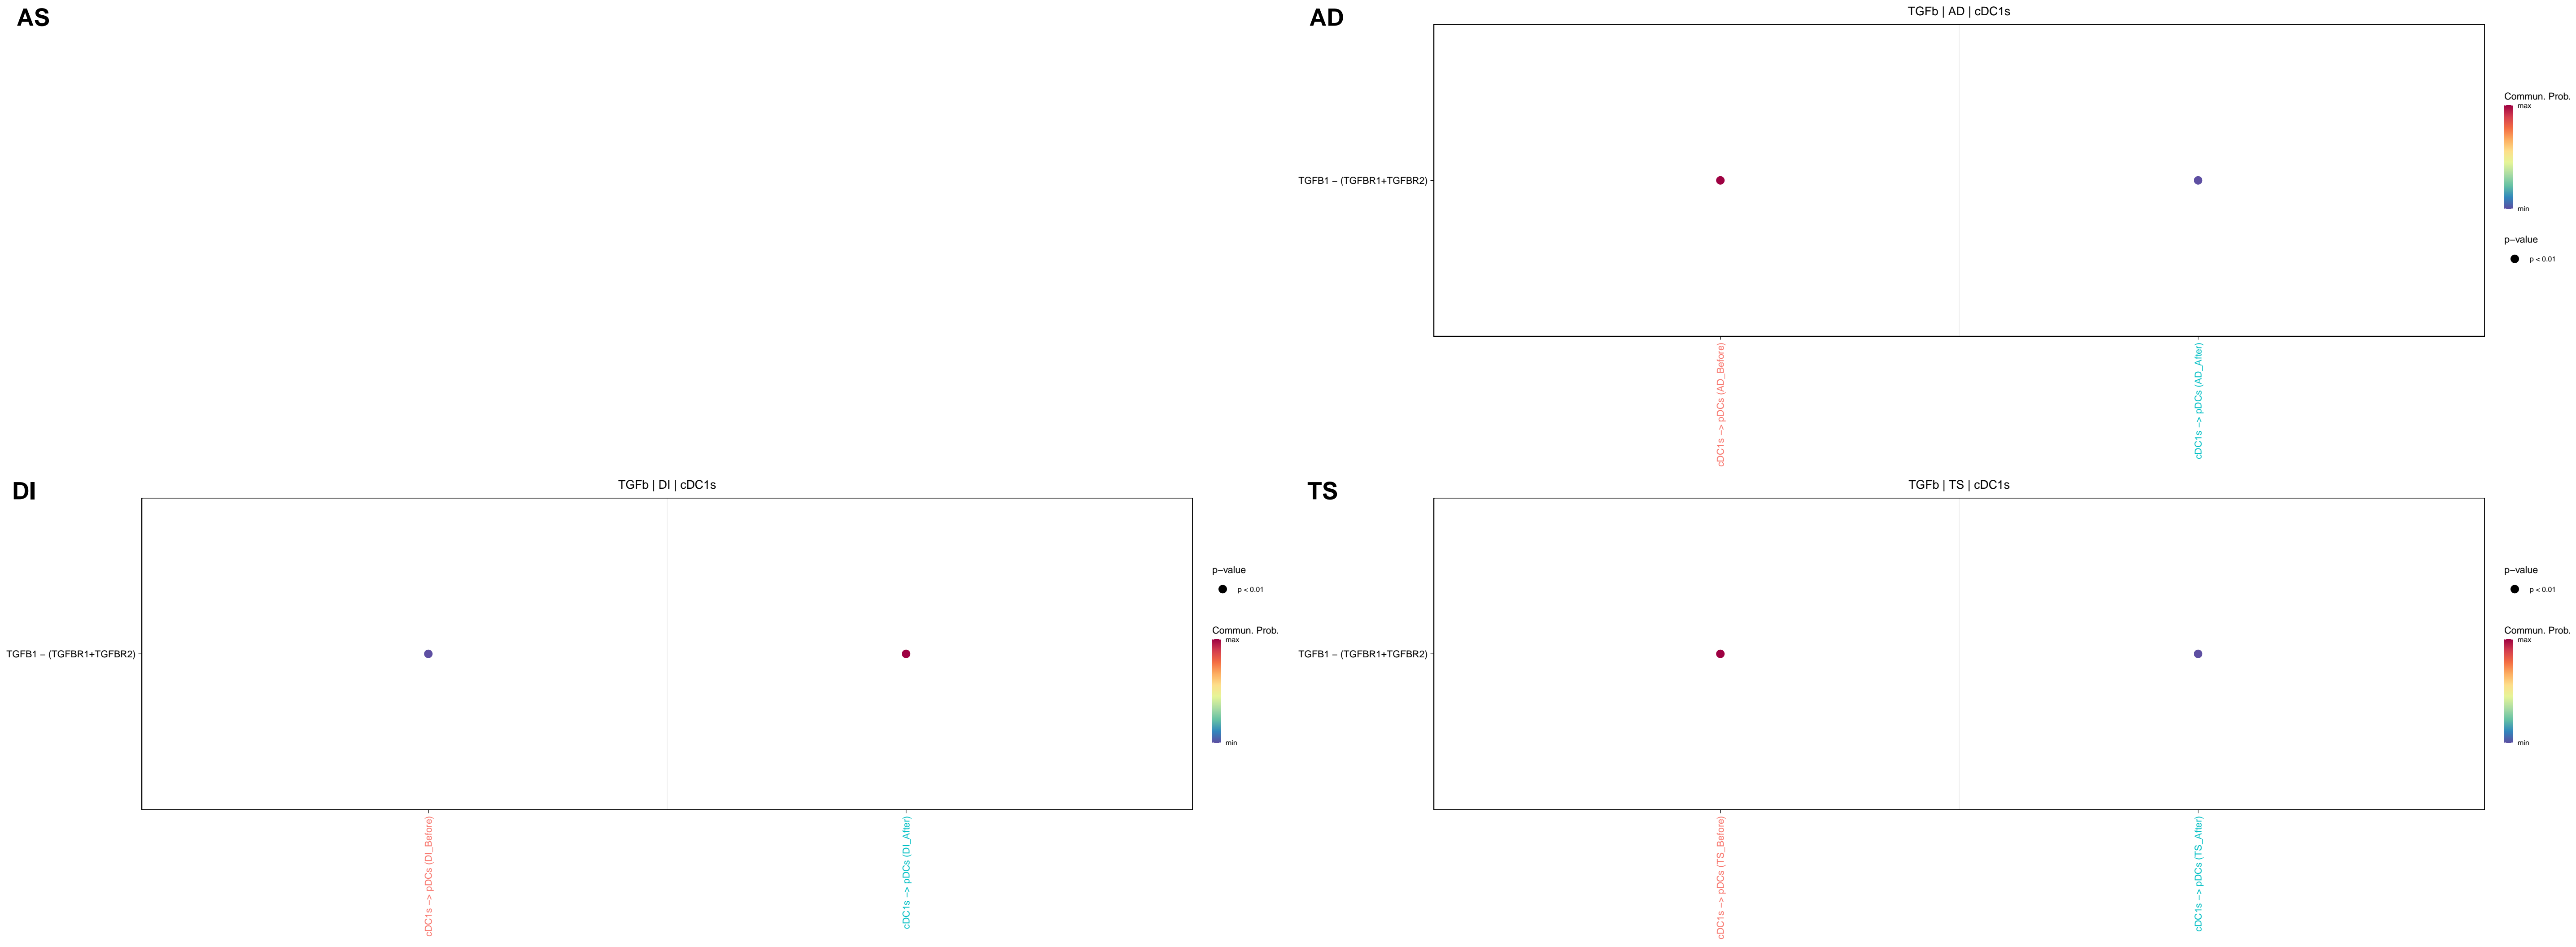 AS
AD
TGFb | AD | cDC1s
TGFB1 − (TGFBR1+TGFBR2)
cDC1s −> pDCs (AD_Before)
cDC1s −> pDCs (AD_After)
Commun. Prob.
max
min
p−value
p < 0.01
DI
TGFb | DI | cDC1s
TGFB1 − (TGFBR1+TGFBR2)
cDC1s −> pDCs (DI_Before)
cDC1s −> pDCs (DI_After)
p−value
p < 0.01
Commun. Prob.
max
min
TS
TGFb | TS | cDC1s
TGFB1 − (TGFBR1+TGFBR2)
cDC1s −> pDCs (TS_Before)
cDC1s −> pDCs (TS_After)
p−value
p < 0.01
Commun. Prob.
max
min